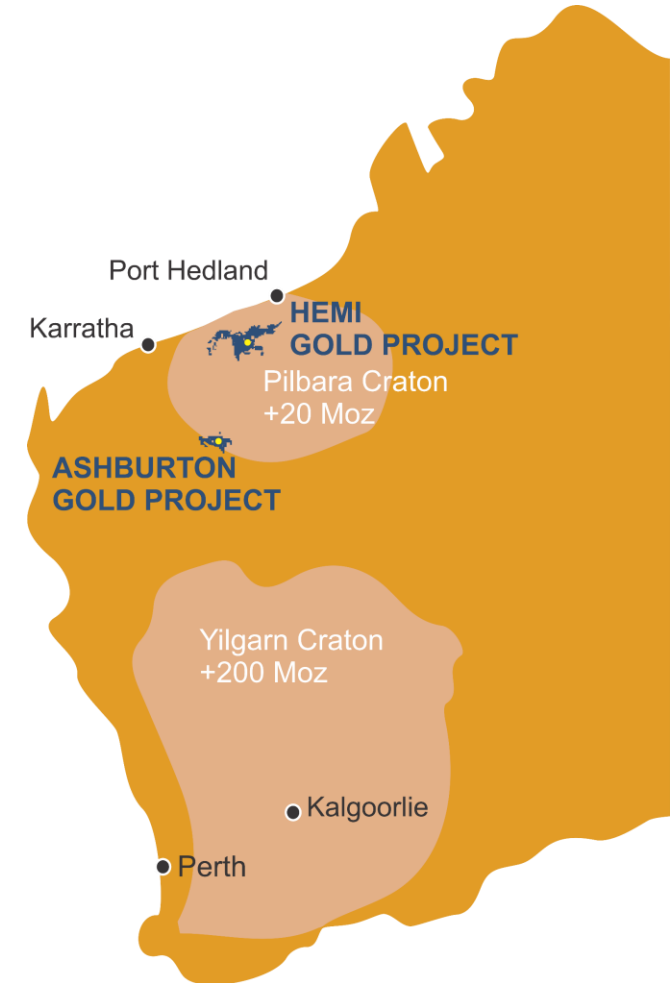 Port Hedland
Karratha
HEMI
GOLD PROJECT
Pilbara Craton
+20 Moz
ASHBURTON
GOLD PROJECT
Yilgarn Craton
+200 Moz
Kalgoorlie
Perth